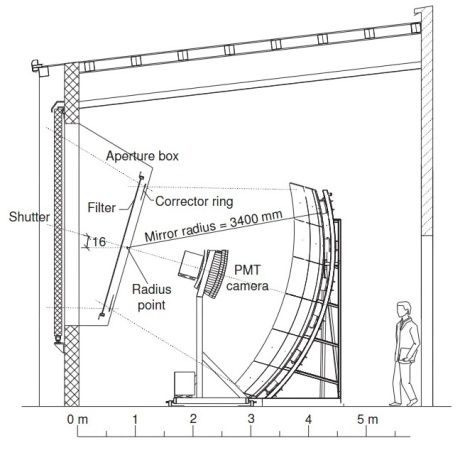 Aperture box
Filter
Corrector ring
Shutter
Mirror radius = 3400 mm
16
PMT
camera
Radius
point
0 m 1 2 3 4 5 m